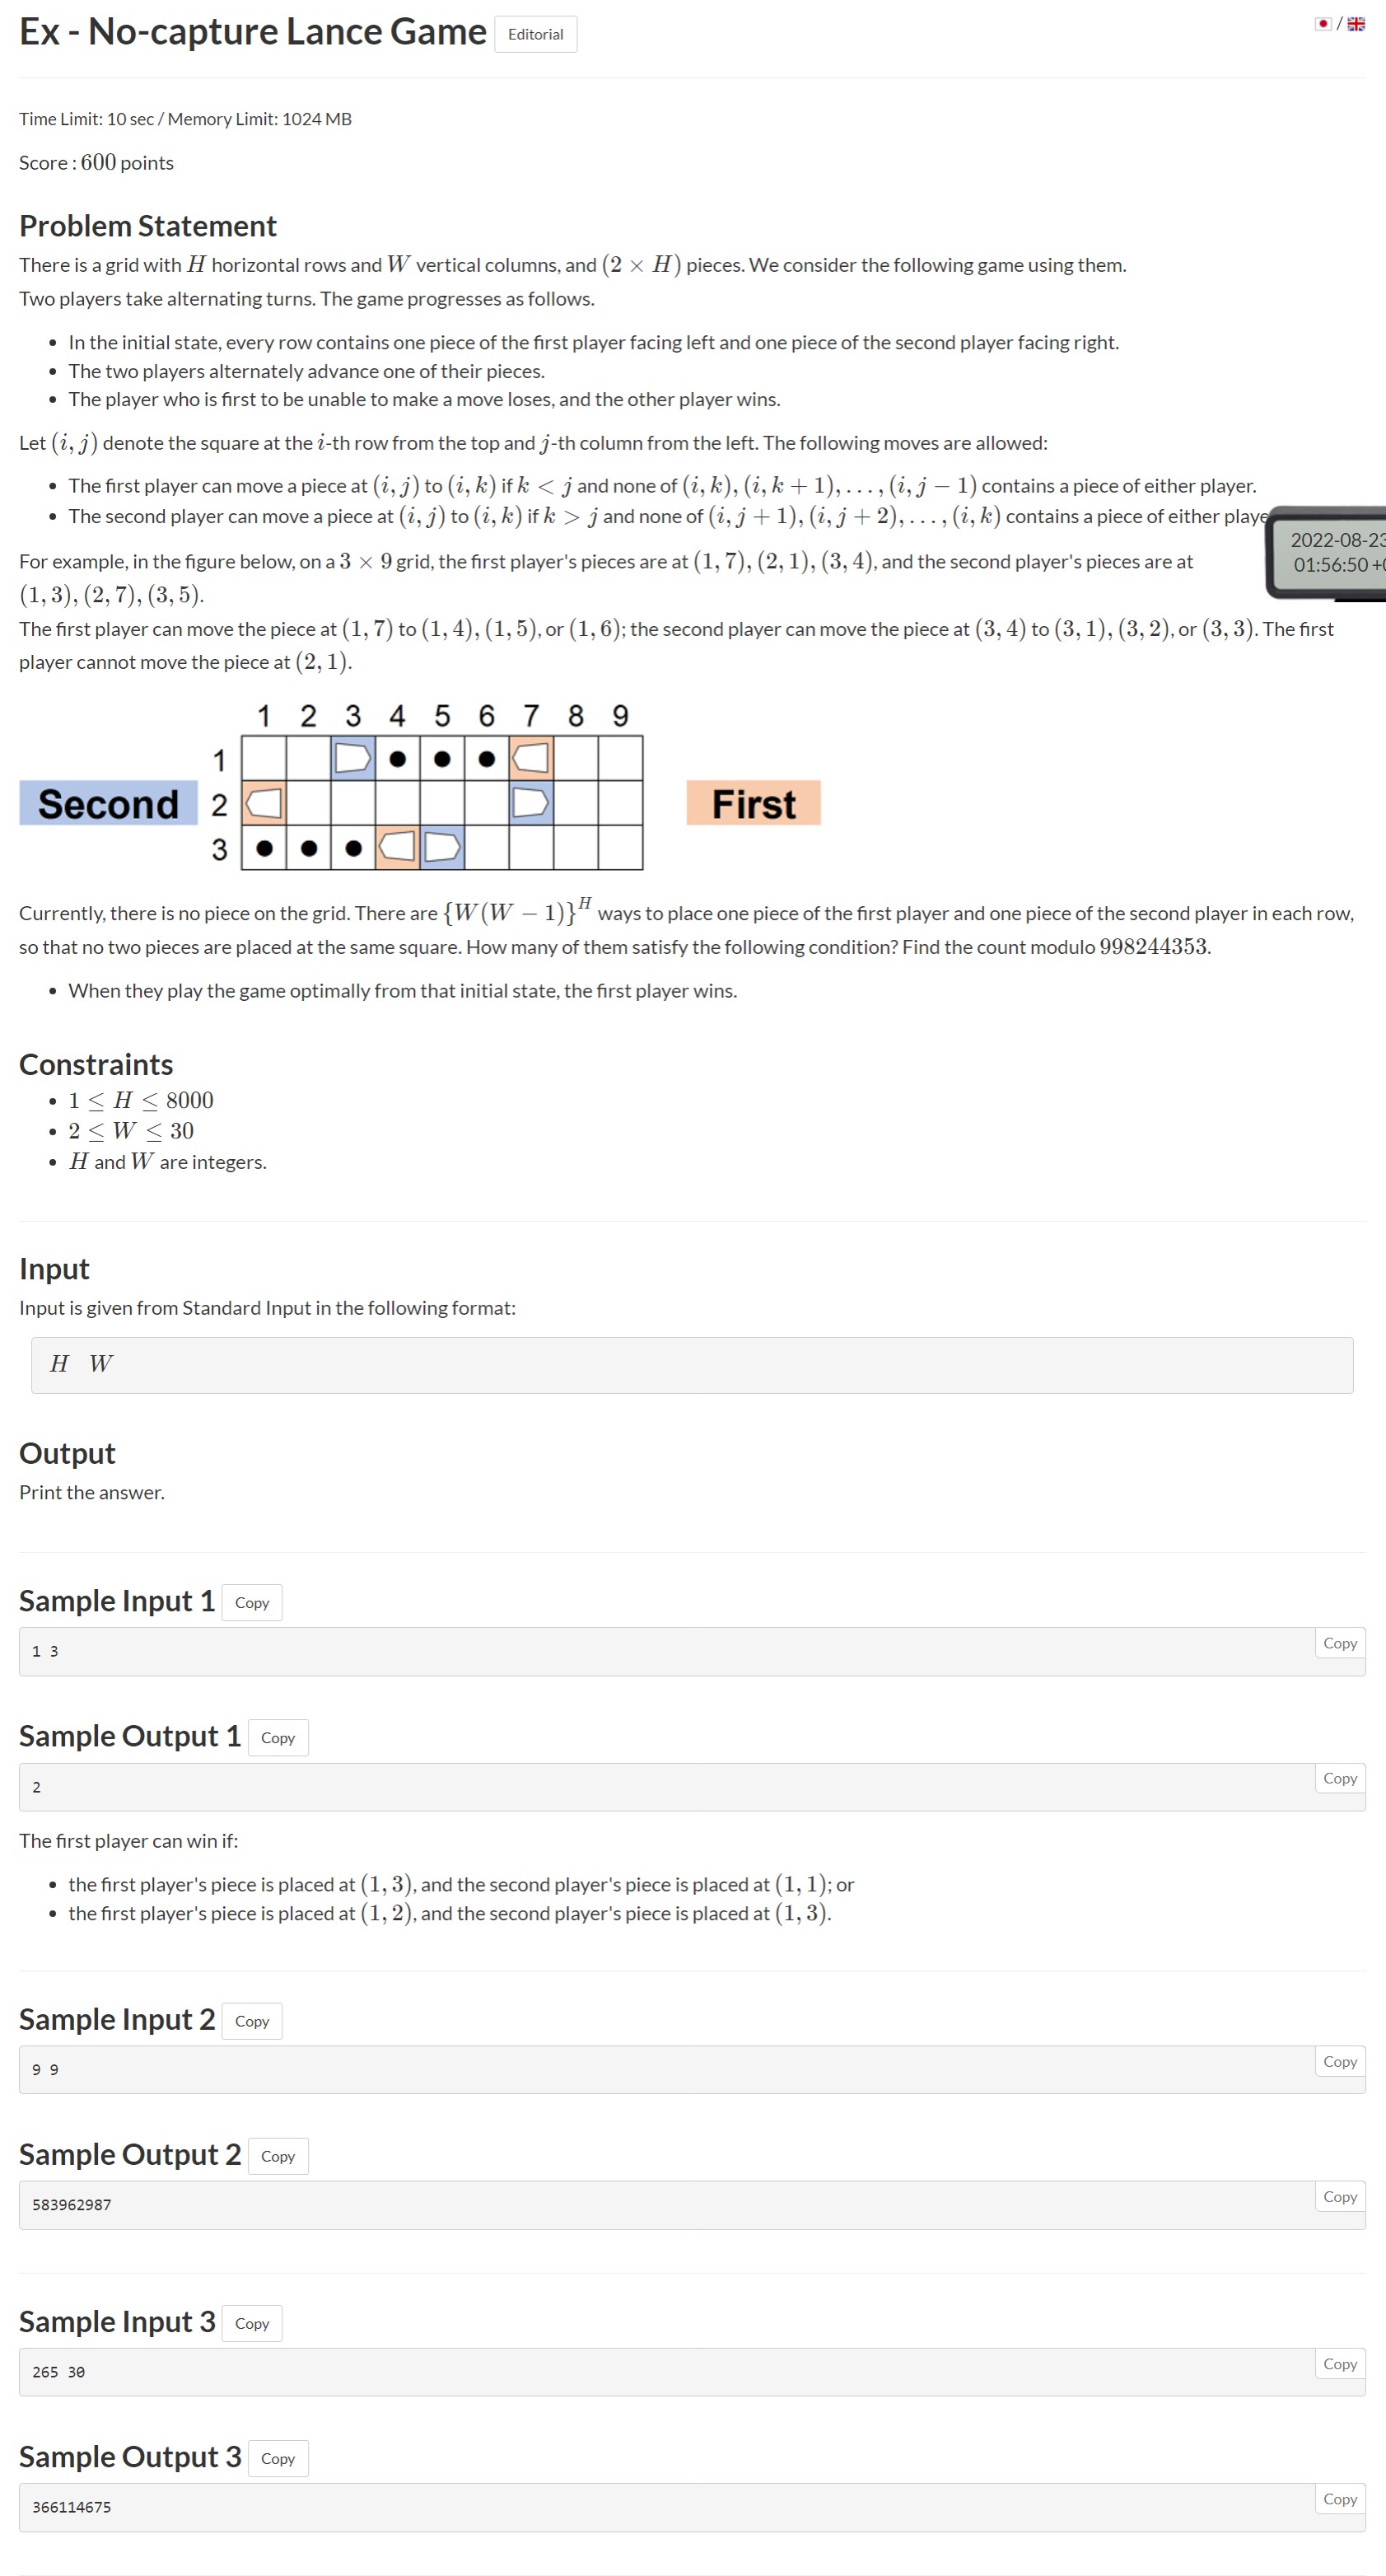 Ex - No-capture Lance Game Editorial
/
Time Limit: 10 sec / Memory Limit: 1024 MB
Score : 600 points
Problem Statement
There is a grid with H horizontal rows and W vertical columns, and (2 × H) pieces. We consider the following game using them.
Two players take alternating turns. The game progresses as follows.
• In the initial state, every row contains one piece of the first player facing left and one piece of the second player facing right.
• The two players alternately advance one of their pieces.
• The player who is first to be unable to make a move loses, and the other player wins.
Let (i, j) denote the square at the i-th row from the top and j-th column from the left. The following moves are allowed:
• The first player can move a piece at (i, j) to (i, k) if k < j and none of (i, k), (i, k + 1), . . . , (i, j − 1) contains a piece of either player.
• The second player can move a piece at (i, j) to (i, k) if k > j and none of (i, j + 1), (i, j + 2), . . . , (i, k) contains a piece of either playe
2022-08-23
01:56:50 +0
For example, in the figure below, on a 3 × 9 grid, the first player's pieces are at (1, 7), (2, 1), (3, 4), and the second player's pieces are at
(1, 3), (2, 7), (3, 5).
The first player can move the piece at (1, 7) to (1, 4), (1, 5), or (1, 6); the second player can move the piece at (3, 4) to (3, 1), (3, 2), or (3, 3). The first
player cannot move the piece at (2, 1).
1 2 3 4 5 6 7 8 9
1
Second 2 First
3
Currently, there is no piece on the grid. There are {W(W − 1)}^H ways to place one piece of the first player and one piece of the second player in each row,
so that no two pieces are placed at the same square. How many of them satisfy the following condition? Find the count modulo 998244353.
• When they play the game optimally from that initial state, the first player wins.
Constraints
• 1 ≤ H ≤ 8000
• 2 ≤ W ≤ 30
• H and W are integers.
Input
Input is given from Standard Input in the following format:
H W
Output
Print the answer.
Sample Input 1 Copy
1 3 Copy
Sample Output 1 Copy
2 Copy
The first player can win if:
• the first player's piece is placed at (1, 3), and the second player's piece is placed at (1, 1); or
• the first player's piece is placed at (1, 2), and the second player's piece is placed at (1, 3).
Sample Input 2 Copy
9 9 Copy
Sample Output 2 Copy
583962987 Copy
Sample Input 3 Copy
265 30 Copy
Sample Output 3 Copy
366114675 Copy